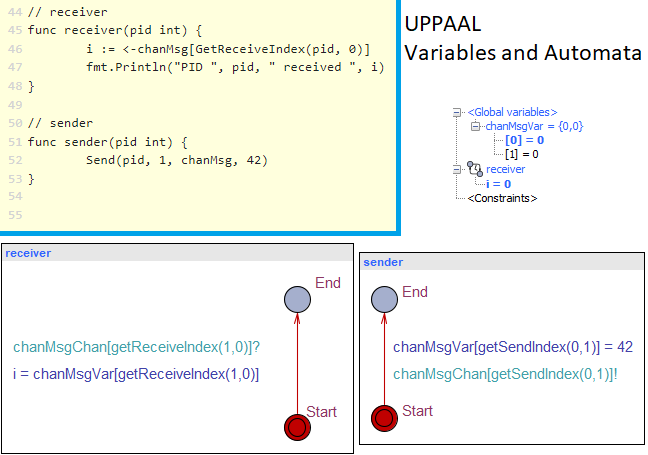 44 // receiver
45 func receiver(pid int) {
46 i := <-chanMsg[GetReceiveIndex(pid, 0)]
47 fmt.Println("PID ", pid, " received ", i)
48 }
49
50 // sender
51 func sender(pid int) {
52 Send(pid, 1, chanMsg, 42)
53 }
54
55
UPPAAL
Variables and Automata
<Global variables>
chanMsgVar = {0,0}
[0] = 0
[1] = 0
receiver
i = 0
<Constraints>
receiver
End
chanMsgChan[getReceiveIndex(1,0)]?
i = chanMsgVar[getReceiveIndex(1,0)]
Start
sender
End
chanMsgVar[getSendIndex(0,1)] = 42
chanMsgChan[getSendIndex(0,1)]!
Start